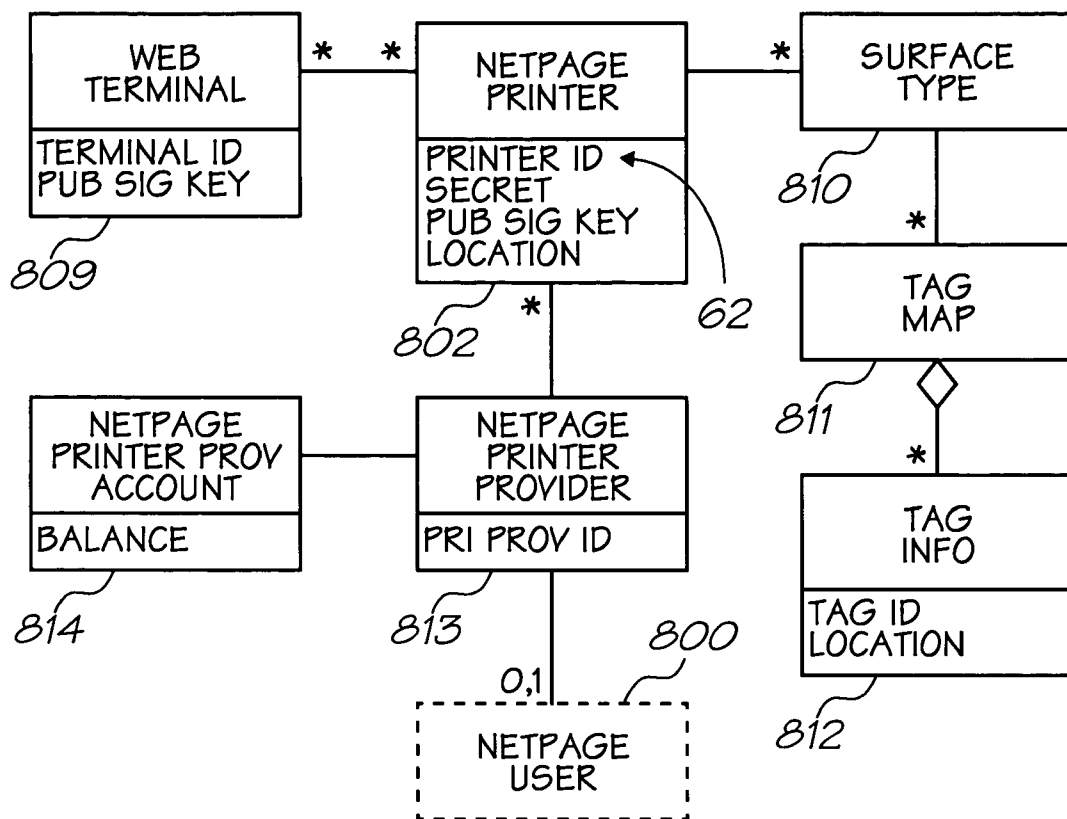 WEB
TERMINAL
TERMINAL ID
PUB SIG KEY
809
*
*
NETPAGE
PRINTER
PRINTER ID
SECRET
PUB SIG KEY
LOCATION
802
62
*
*
SURFACE
TYPE
810
*
TAG
MAP
811
*
TAG
INFO
TAG ID
LOCATION
812
NETPAGE
PRINTER PROV
ACCOUNT
BALANCE
814
NETPAGE
PRINTER
PROVIDER
PRI PROV ID
813
800
0,1
NETPAGE
USER